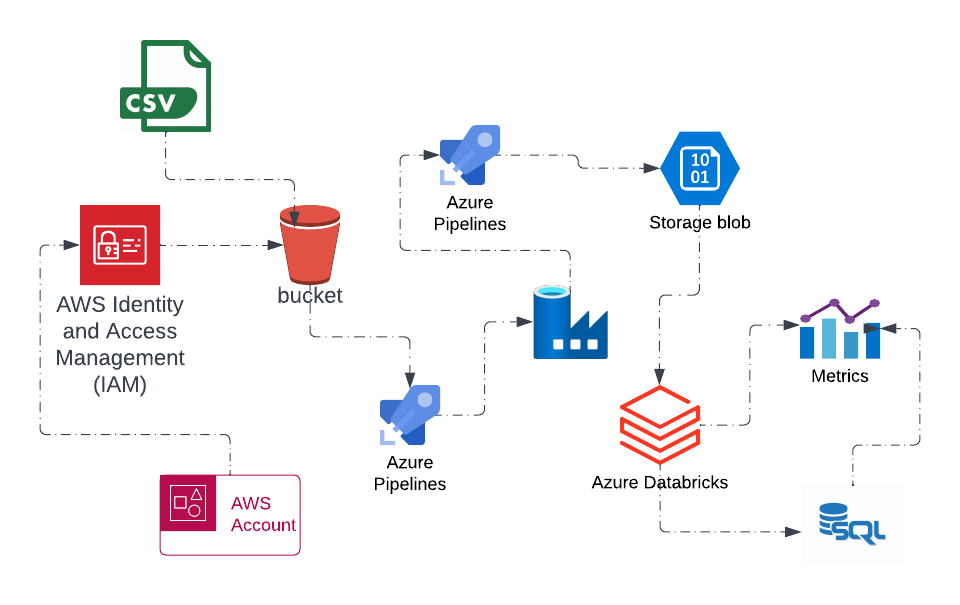 CSV
10
01
Azure
Pipelines
Storage blob
AWS Identity
and Access
Management
(IAM)
bucket
Metrics
Azure
Pipelines
Azure Databricks
AWS
Account
SQL